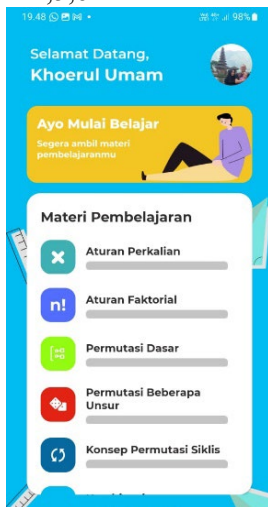 19.48
98%
Selamat Datang,
Khoerul Umam
Ayo Mulai Belajar
Segera ambil materi
pembelajaranmu
Materi Pembelajaran
Aturan Perkalian
n!
Aturan Faktorial
Permutasi Dasar
Permutasi Beberapa
Unsur
Konsep Permutasi Siklis